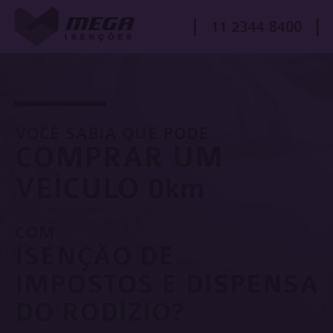 MEGA
ISENÇÕES
| 11 2344 8400 |
VOCÊ SABIA QUE PODE
COMPRAR UM
VEÍCULO 0km
COM
ISENÇÃO DE
IMPOSTOS E DISPENSA
DO RODÍZIO?